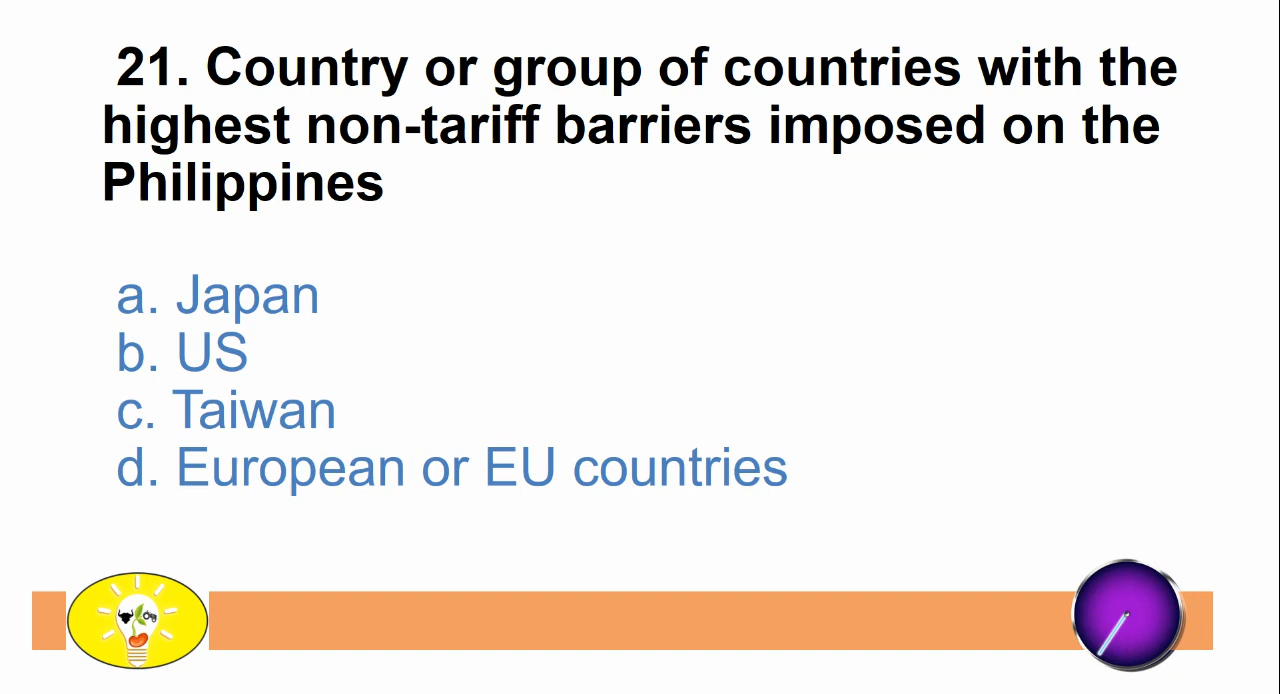 21. Country or group of countries with the
highest non-tariff barriers imposed on the
Philippines
a. Japan
b. US
c. Taiwan
d. European or EU countries